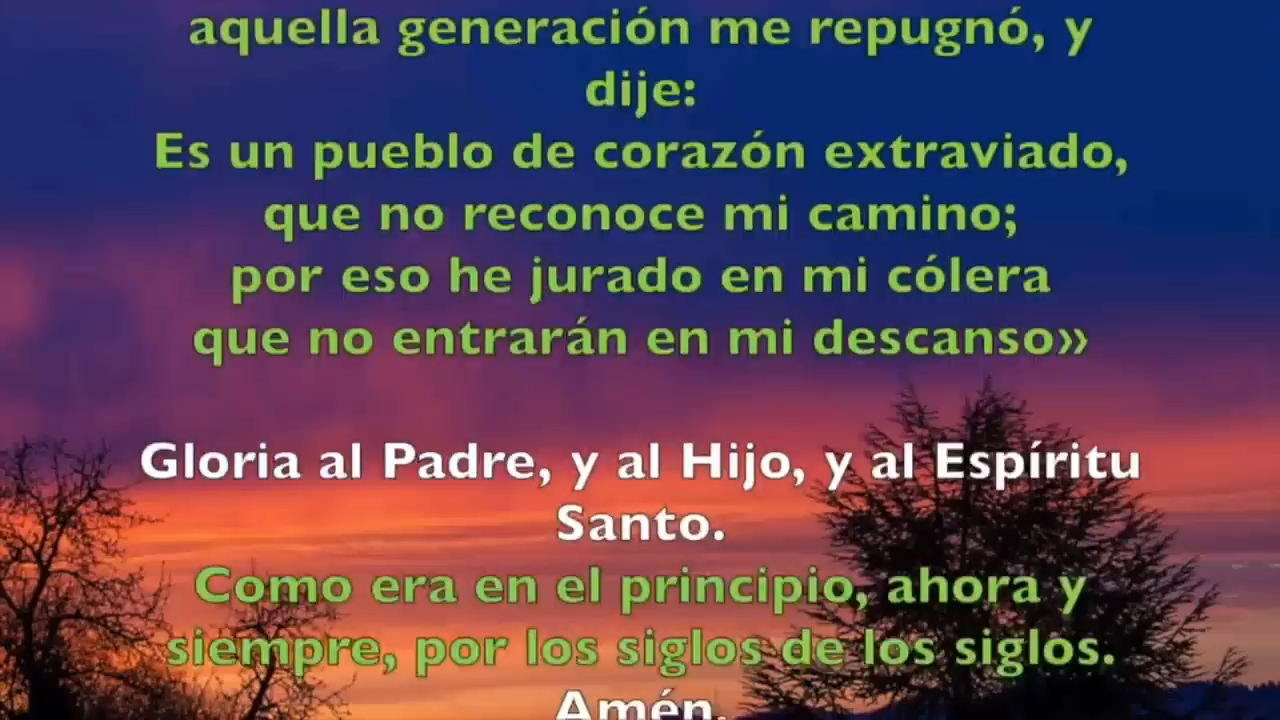 aquella generación me repugnó, y
dije:
Es un pueblo de corazón extraviado,
que no reconoce mi camino;
por eso he jurado en mi cólera
que no entrarán en mi descanso»
Gloria al Padre, y al Hijo, y al Espíritu
Santo.
Como era en el principio, ahora y
siempre, por los siglos de los siglos.
Amén.